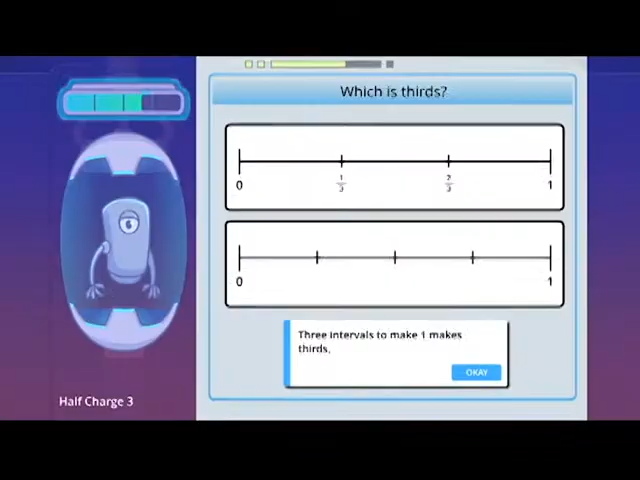 Which is thirds?
0 1/3 2/3 1
0 1
Three intervals to make 1 makes
thirds.
OKAY
Half Charge 3